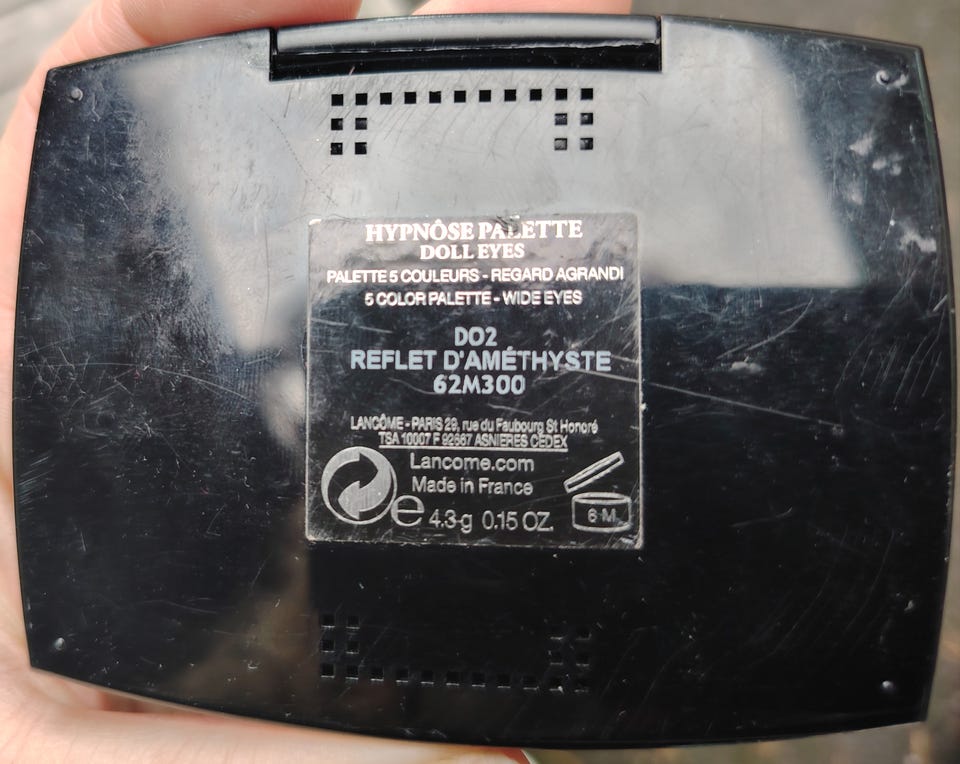 HYPNÔSE PALETTE
DOLL EYES
PALETTE 5 COULEURS - REGARD AGRANDI
5 COLOR PALETTE - WIDE EYES
DO2
REFLET D'AMÉTHYSTE
62M300
LANCÔME - PARIS 29, rue du Faubourg St Honoré
TSA 10007 F 92667 ASNIERES CEDEX
Lancome.com
Made in France
e 4.3 g 0.15 OZ.
6 M